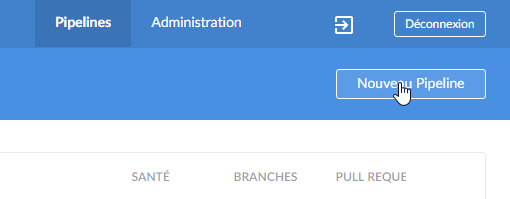 Pipelines Administration Déconnexion
Nouveau Pipeline
SANTÉ BRANCHES PULL REQUE